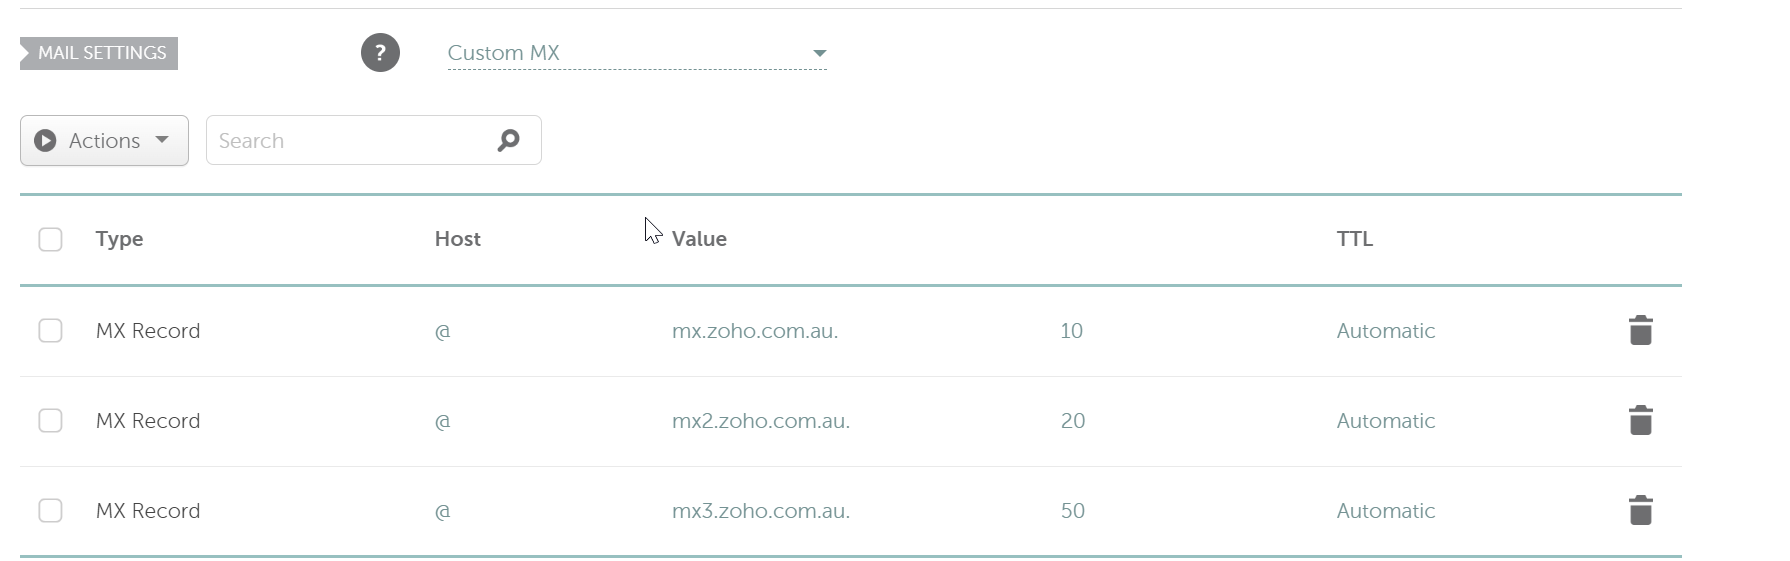 MAIL SETTINGS ? Custom MX
Actions Search
Type Host Value TTL
MX Record @ mx.zoho.com.au. 10 Automatic
MX Record @ mx2.zoho.com.au. 20 Automatic
MX Record @ mx3.zoho.com.au. 50 Automatic